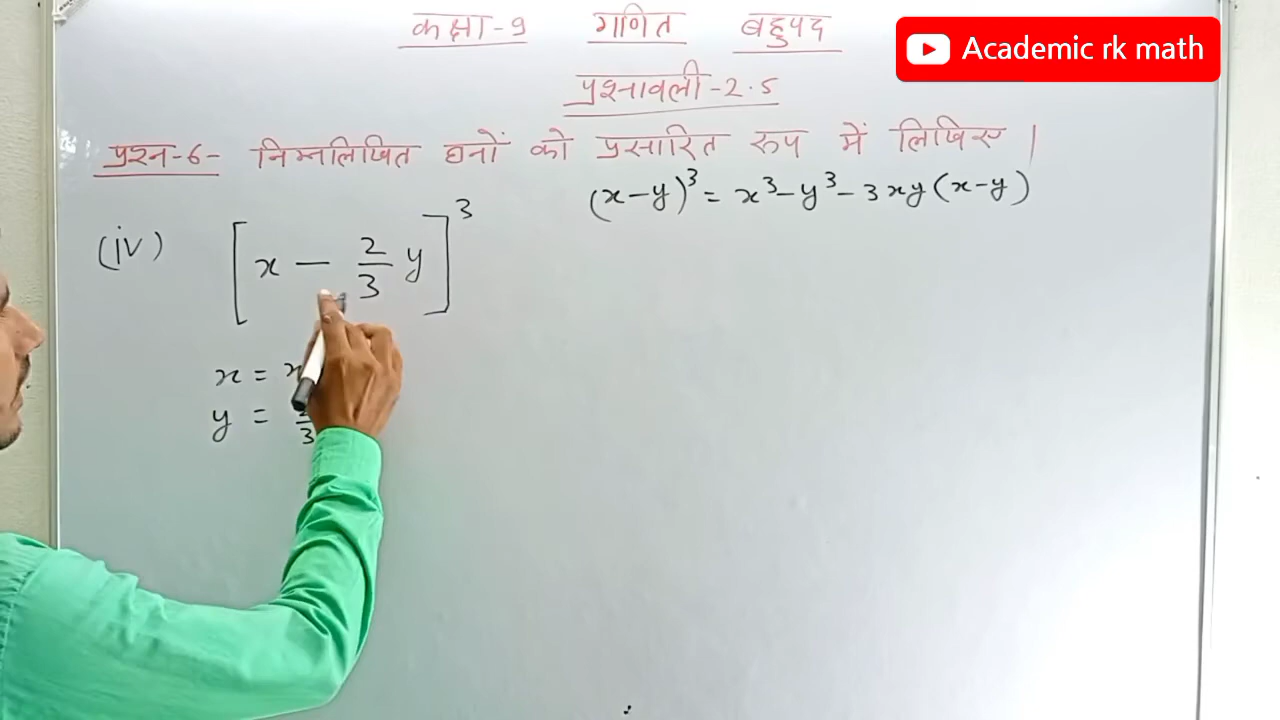 कक्षा-9 गणित बहुपद
Academic rk math
प्रश्नावली-2.5
प्रश्न-6- निम्नलिखित घनों को प्रसारित रूप में लिखिए।
(x-y)³ = x³-y³-3xy(x-y)
(iv) [x - 2/3 y]³
x = x
y = 2/3